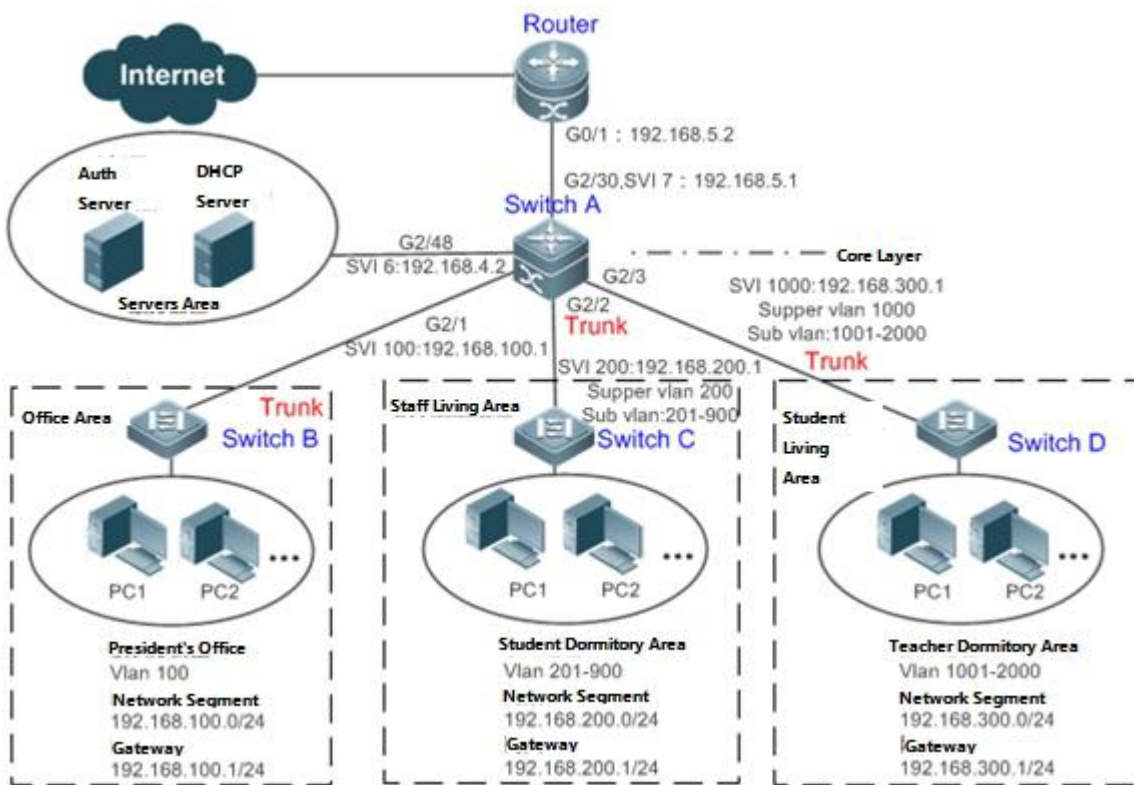 Router
Internet
G0/1：192.168.5.2
Auth
Server
DHCP
Server
G2/30,SVI 7：192.168.5.1
Switch A
G2/48
SVI 6:192.168.4.2
Servers Area
Core Layer
G2/3
SVI 1000:192.168.300.1
Supper vlan 1000
Sub vlan:1001-2000
Trunk
G2/2
Trunk
G2/1
SVI 100:192.168.100.1
SVI 200:192.168.200.1
Supper vlan 200
Sub vlan:201-900
Office Area
Trunk
Switch B
PC1
PC2
...
President's Office
Vlan 100
Network Segment
192.168.100.0/24
Gateway
192.168.100.1/24
Staff Living Area
Switch C
PC1
PC2
...
Student Dormitory Area
Vlan 201-900
Network Segment
192.168.200.0/24
Gateway
192.168.200.1/24
Student
Living
Area
Switch D
PC1
PC2
...
Teacher Dormitory Area
Vlan 1001-2000
Network Segment
192.168.300.0/24
Gateway
192.168.300.1/24